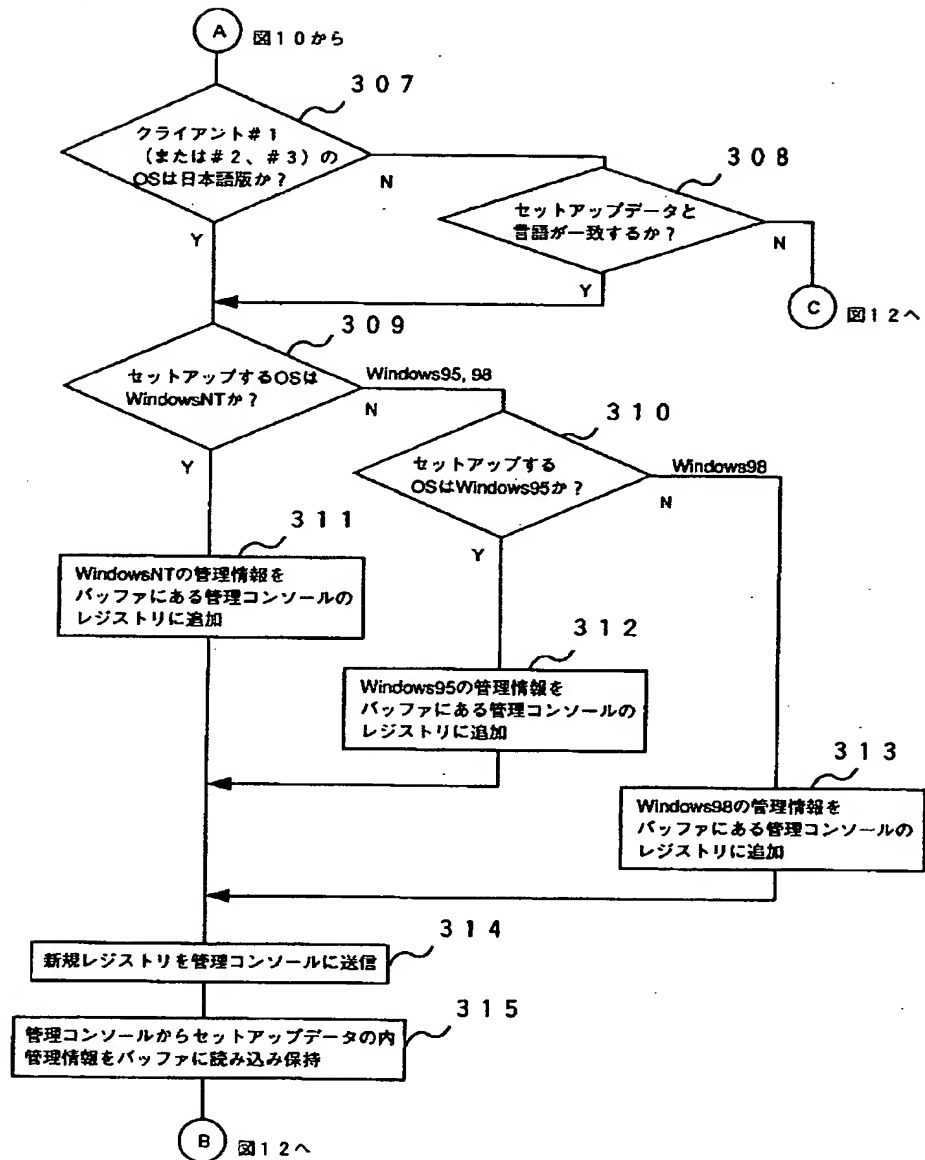 A 図10から
307
クライアント#1
(または#2、#3)の
OSは日本語版か?
N
308
セットアップデータと
言語が一致するか?
N
Y
Y
C 図12へ
309
セットアップするOSは
WindowsNTか?
Windows95, 98
N
310
Y
セットアップする
OSはWindows95か?
Windows98
N
311
Y
WindowsNTの管理情報を
バッファにある管理コンソールの
レジストリに追加
312
Windows95の管理情報を
バッファにある管理コンソールの
レジストリに追加
313
Windows98の管理情報を
バッファにある管理コンソールの
レジストリに追加
314
新規レジストリを管理コンソールに送信
315
管理コンソールからセットアップデータの内
管理情報をバッファに読み込み保持
B 図12へ